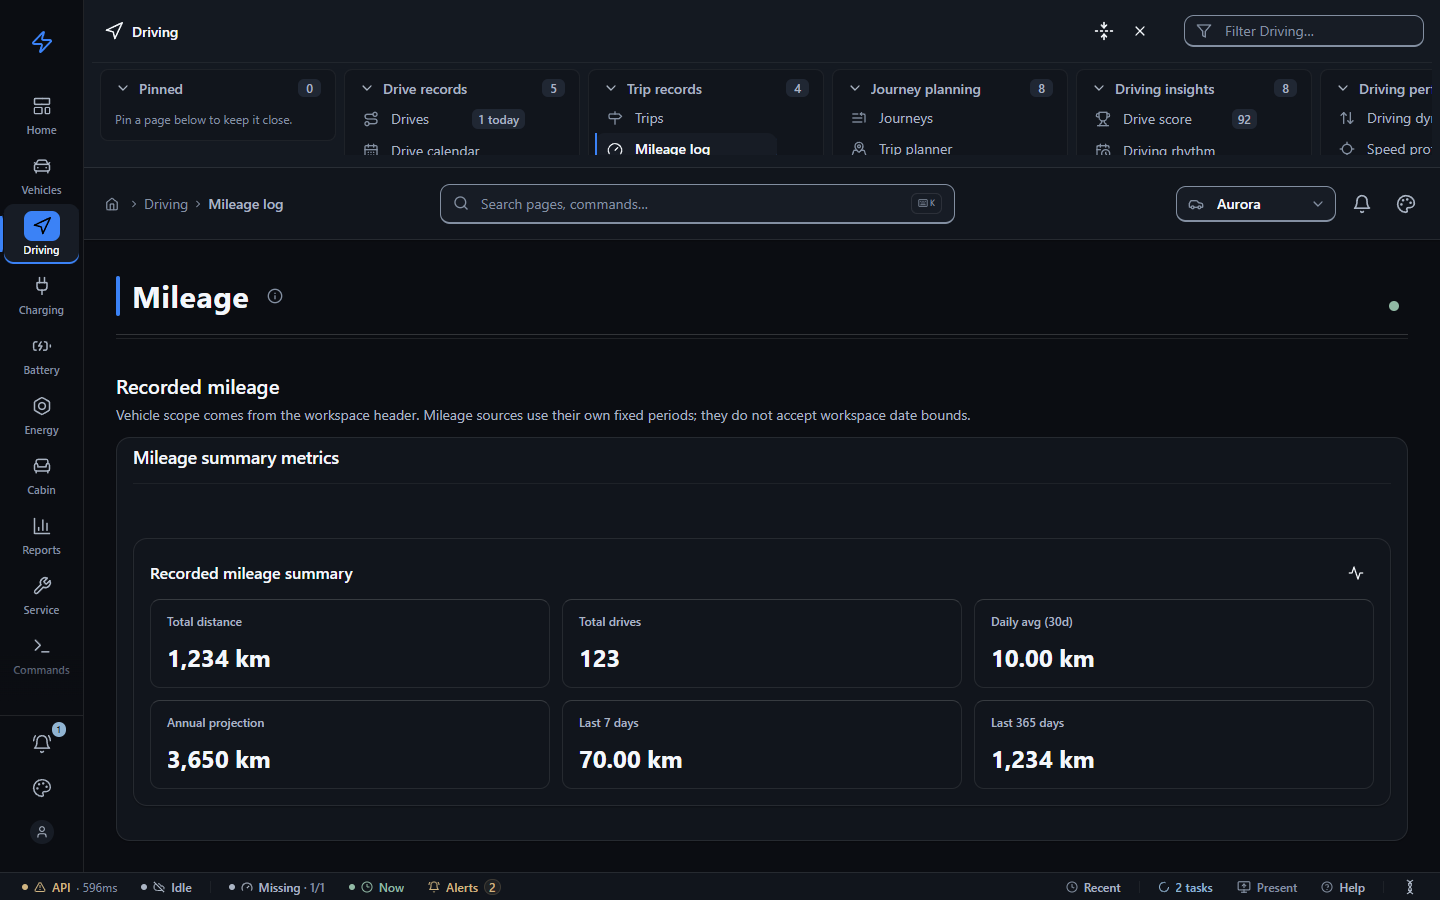 Driving
Filter Driving...
Pinned 0
Pin a page below to keep it close.
Drive records 5
Drives 1 today
Drive calendar
Trip records 4
Trips
Mileage log
Journey planning 8
Journeys
Trip planner
Driving insights 8
Drive score 92
Driving rhythm
Driving per
Driving dy
Speed pro
Home
Vehicles
Driving
Charging
Battery
Energy
Cabin
Reports
Service
Commands
1
Driving
Mileage log
Search pages, commands...
K
Aurora
Mileage
Recorded mileage
Vehicle scope comes from the workspace header. Mileage sources use their own fixed periods; they do not accept workspace date bounds.
Mileage summary metrics
Recorded mileage summary
Total distance
1,234 km
Total drives
123
Daily avg (30d)
10.00 km
Annual projection
3,650 km
Last 7 days
70.00 km
Last 365 days
1,234 km
API · 596ms
Idle
Missing · 1/1
Now
Alerts 2
Recent
2 tasks
Present
Help